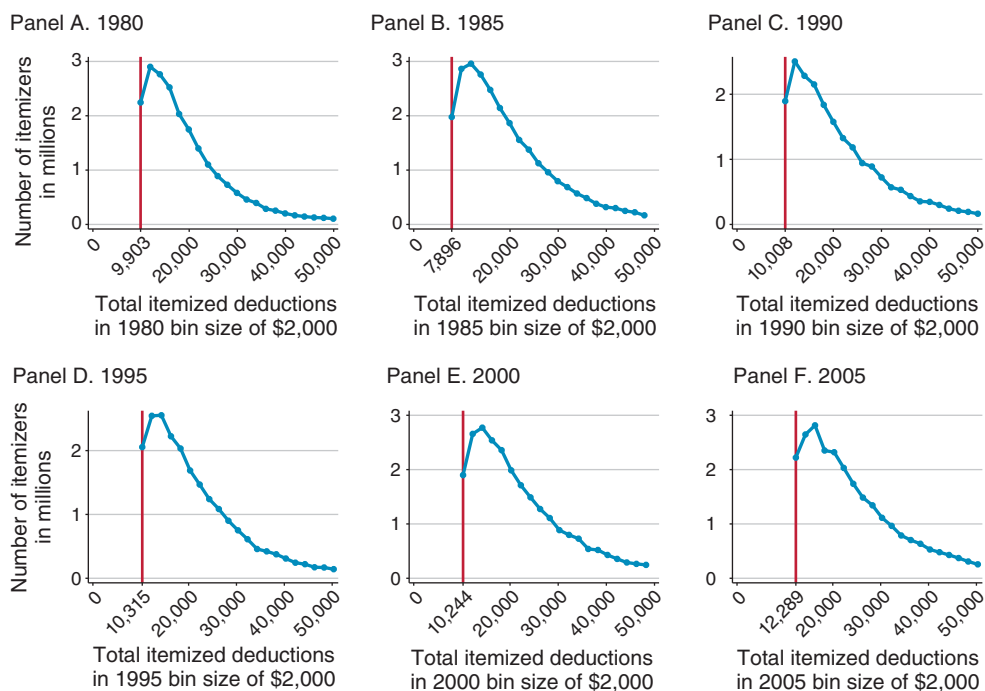 Panel A. 1980
Number of itemizers
in millions
3
2
1
0
0
9,903
20,000
30,000
40,000
50,000
Total itemized deductions
in 1980 bin size of $2,000
Panel B. 1985
3
2
1
0
0
7,896
20,000
30,000
40,000
50,000
Total itemized deductions
in 1985 bin size of $2,000
Panel C. 1990
2
1
0
0
10,008
20,000
30,000
40,000
50,000
Total itemized deductions
in 1990 bin size of $2,000
Panel D. 1995
Number of itemizers
in millions
2
1
0
0
10,315
20,000
30,000
40,000
50,000
Total itemized deductions
in 1995 bin size of $2,000
Panel E. 2000
3
2
1
0
0
10,244
20,000
30,000
40,000
50,000
Total itemized deductions
in 2000 bin size of $2,000
Panel F. 2005
3
2
1
0
0
12,289
20,000
30,000
40,000
50,000
Total itemized deductions
in 2005 bin size of $2,000